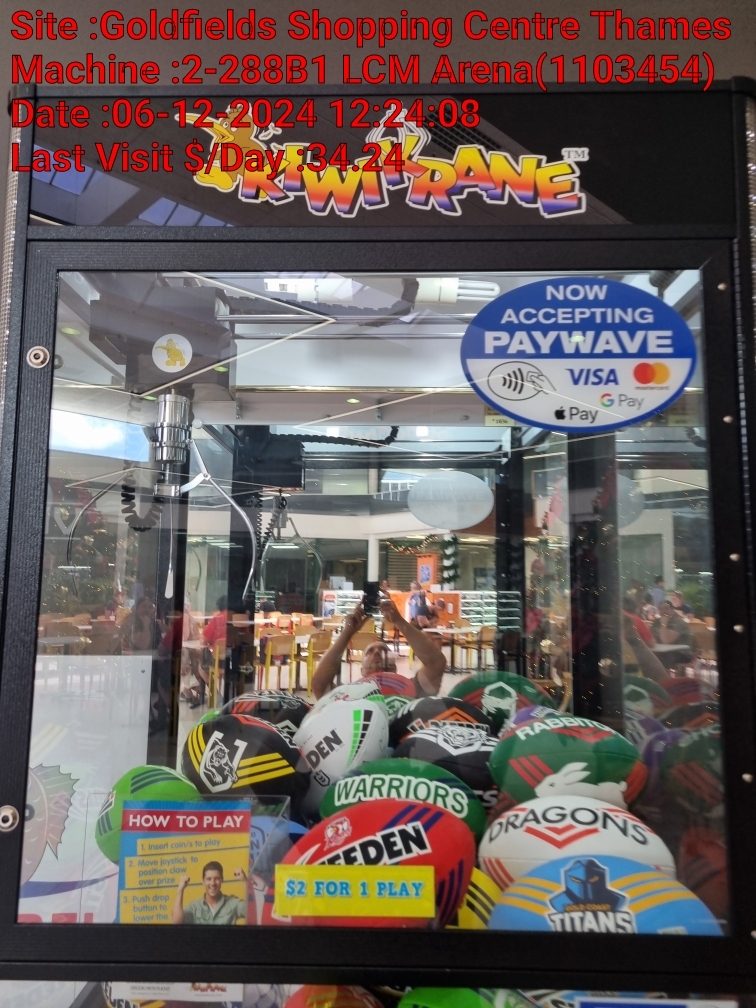 Site :Goldfields Shopping Centre Thames
Machine :2-288B1 LCM Arena(1103454)
Date :06-12-2024 12:24:08
Last Visit $/Day :34.24
KIWIKRANE™
NOW
ACCEPTING
PAYWAVE
VISA
mastercard
G Pay
Pay
RABBITOHS
WARRIORS
DRAGONS
HOW TO PLAY
1. Insert coin/s to play
2. Move joystick to
position claw
over prize
3. Push drop
button to
lower the
$2 FOR 1 PLAY
GOLD COAST
TITANS